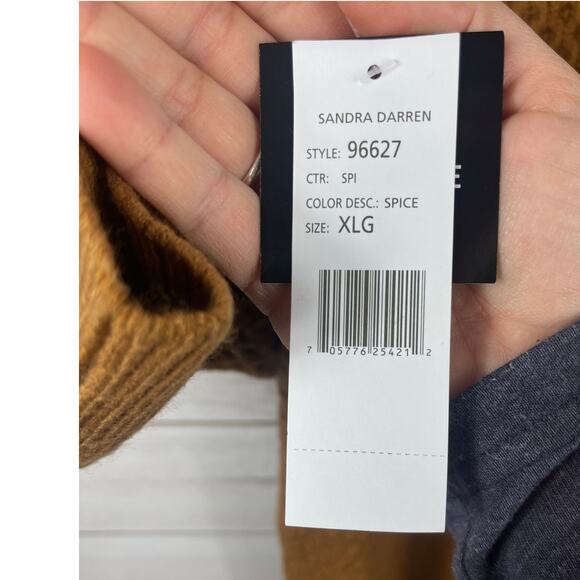 SANDRA DARREN
STYLE: 96627
CTR: SPI
COLOR DESC.: SPICE
SIZE: XLG
E
7 05776 25421 2